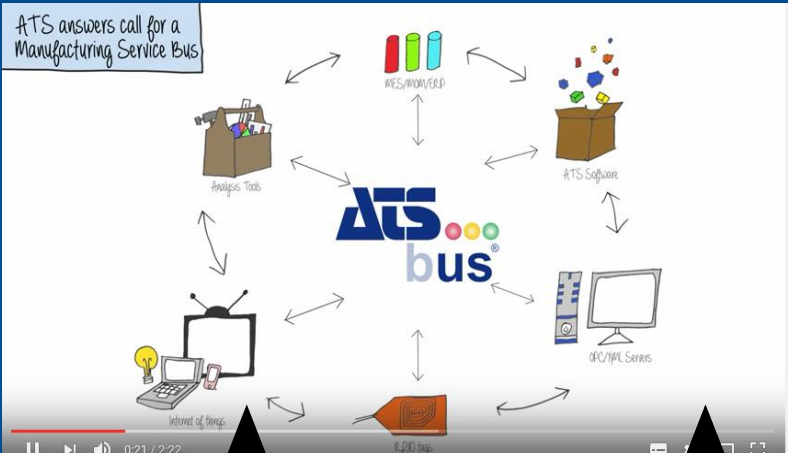 ATS answers call for a
Manufacturing Service Bus
MES/MOM/ERP
Analysis Tools
ATS Software
ATS
bus®
OPC/XML Servers
Internet of things
RFID tags
0:21 / 2:22